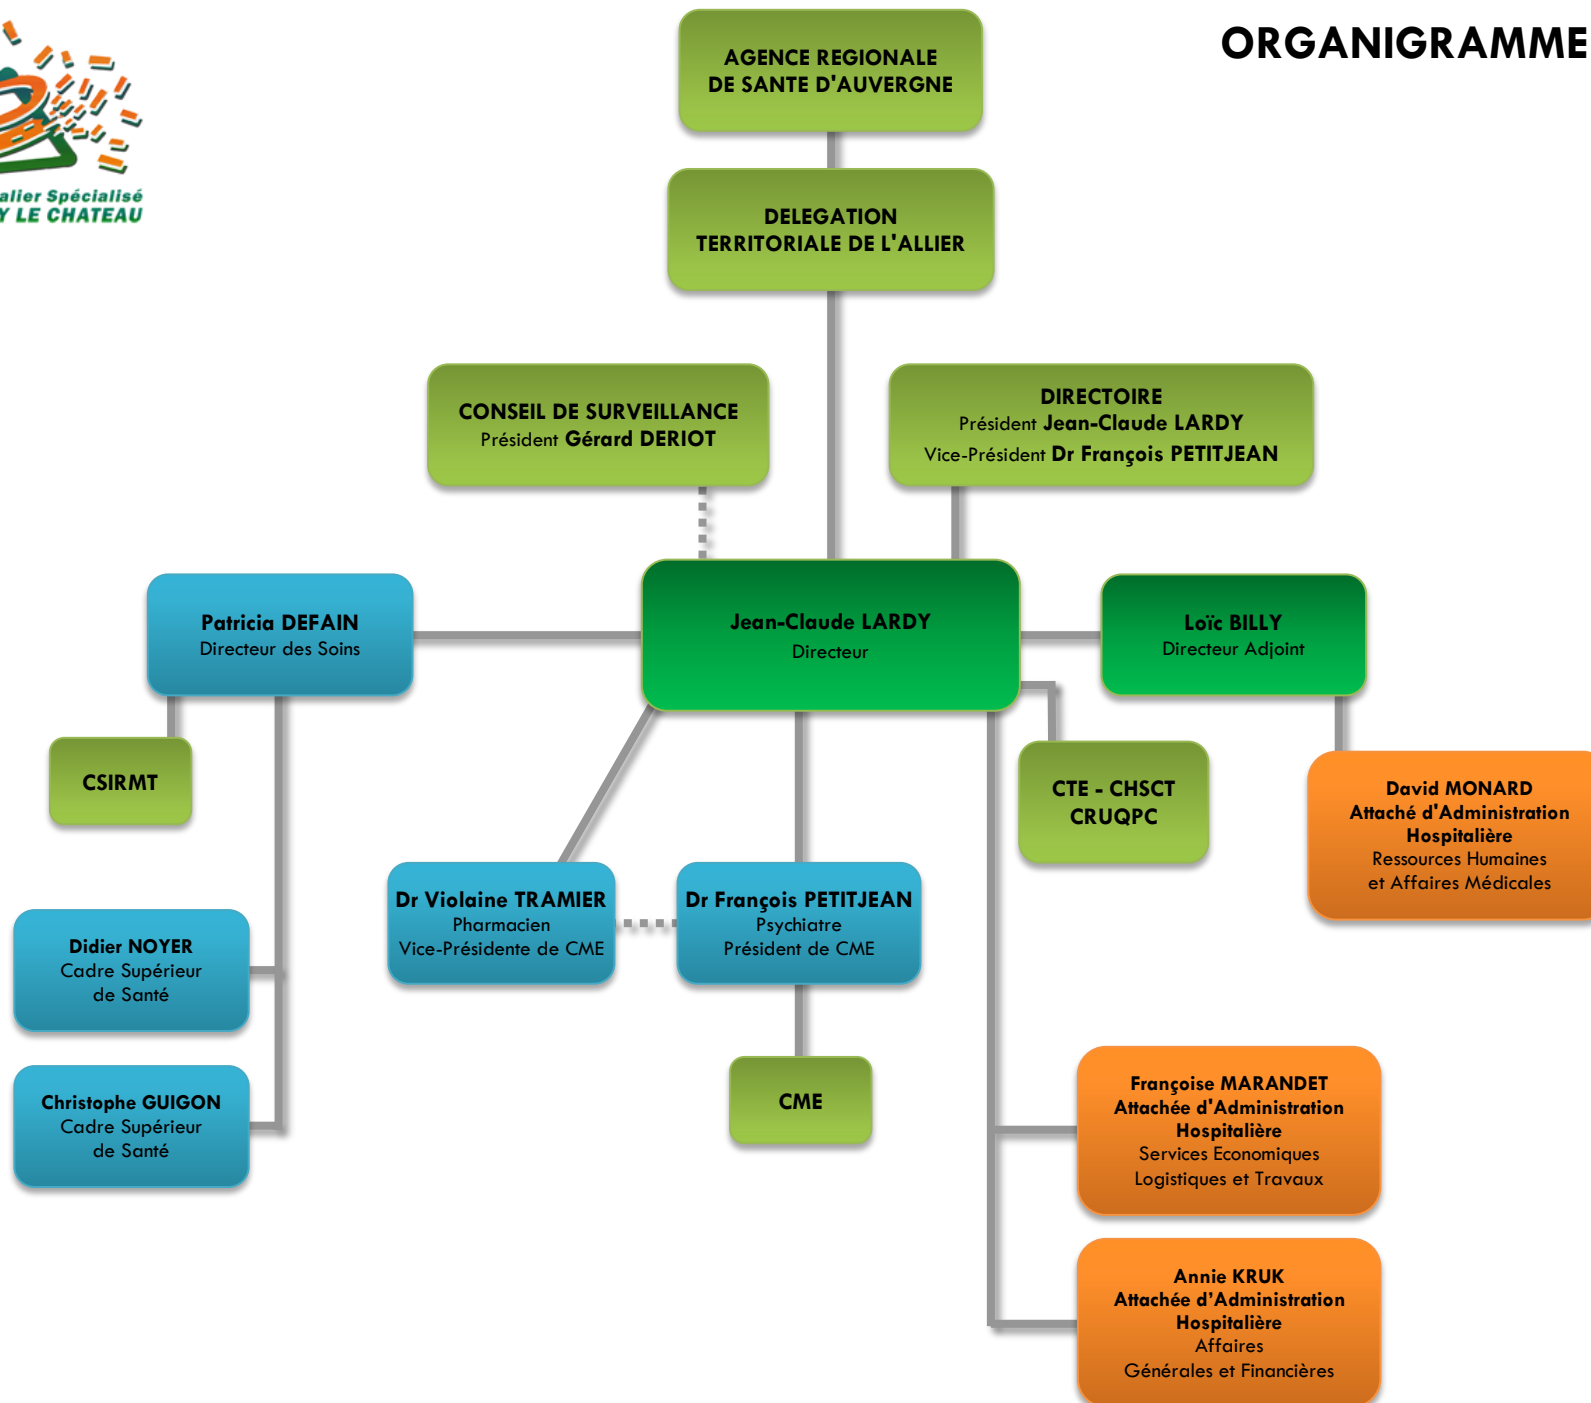 ORGANIGRAMME
AGENCE REGIONALE
DE SANTE D'AUVERGNE
alier Spécialisé
Y LE CHATEAU
DELEGATION
TERRITORIALE DE L'ALLIER
CONSEIL DE SURVEILLANCE
Président Gérard DERIOT
DIRECTOIRE
Président Jean-Claude LARDY
Vice-Président Dr François PETITJEAN
Patricia DEFAIN
Directeur des Soins
Jean-Claude LARDY
Directeur
Loïc BILLY
Directeur Adjoint
CSIRMT
CTE - CHSCT
CRUQPC
David MONARD
Attaché d'Administration
Hospitalière
Ressources Humaines
et Affaires Médicales
Dr Violaine TRAMIER
Pharmacien
Vice-Présidente de CME
Dr François PETITJEAN
Psychiatre
Président de CME
Didier NOYER
Cadre Supérieur
de Santé
Christophe GUIGON
Cadre Supérieur
de Santé
CME
Françoise MARANDET
Attachée d'Administration
Hospitalière
Services Economiques
Logistiques et Travaux
Annie KRUK
Attachée d’Administration
Hospitalière
Affaires
Générales et Financières